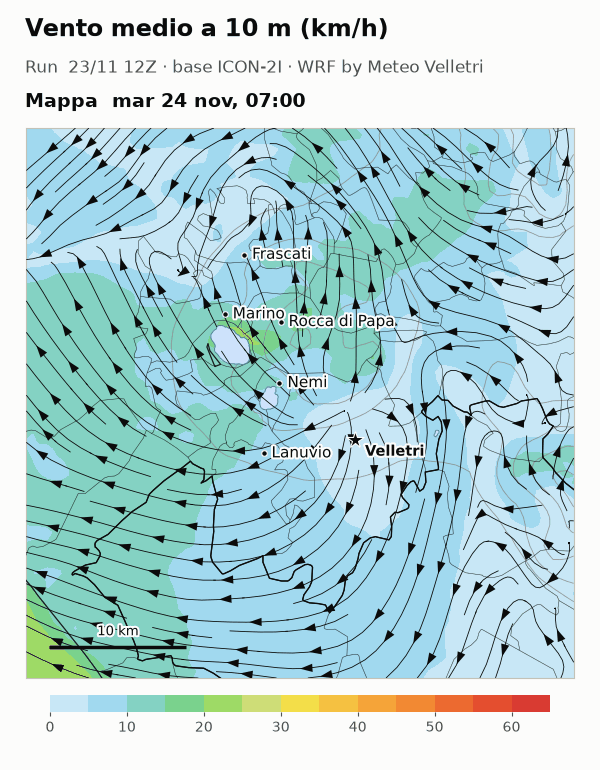 Vento medio a 10 m (km/h)
Run  23/11 12Z · base ICON-2I · WRF by Meteo Velletri
Mappa  mar 24 nov, 07:00
Frascati
Marino
Rocca di Papa
Nemi
Velletri
Lanuvio
10 km
0 10 20 30 40 50 60